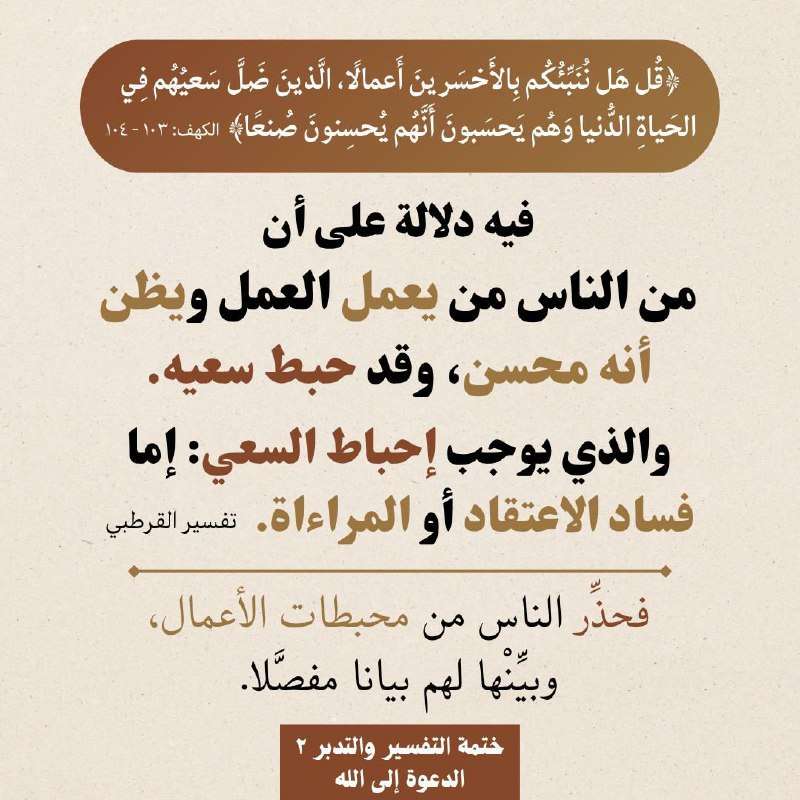 ﴿قُل هَل نُنَبِّئُكُم بِالأَخسَرينَ أَعمالًا، الَّذينَ ضَلَّ سَعيُهُم فِي
الحَياةِ الدُّنيا وَهُم يَحسَبونَ أَنَّهُم يُحسِنونَ صُنعًا﴾ الكهف: ١٠٣ - ١٠٤
فيه دلالة على أن
من الناس من يعمل العمل ويظن
أنه محسن، وقد حبط سعيه.
والذي يوجب إحباط السعي: إما
فساد الاعتقاد أو المراءاة. تفسير القرطبي
فحذِّر الناس من محبطات الأعمال،
وبيِّنْها لهم بيانا مفصَّلا.
ختمة التفسير والتدبر ٢
الدعوة إلى الله